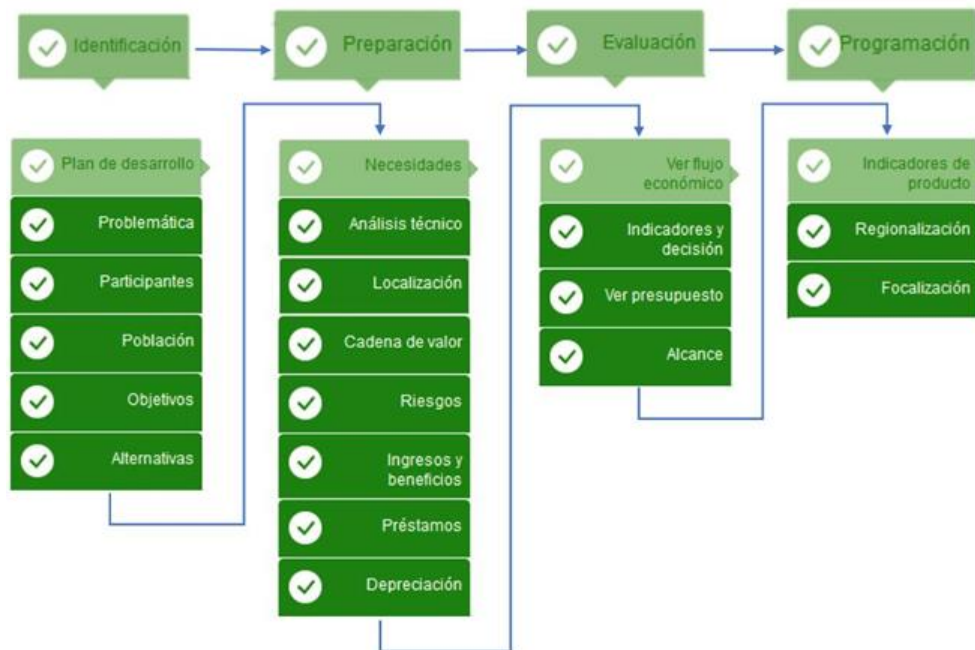 Identificación
Preparación
Evaluación
Programación
Plan de desarrollo
Problemática
Participantes
Población
Objetivos
Alternativas
Necesidades
Análisis técnico
Localización
Cadena de valor
Riesgos
Ingresos y
beneficios
Préstamos
Depreciación
Ver flujo
económico
Indicadores y
decisión
Ver presupuesto
Alcance
Indicadores de
producto
Regionalización
Focalización